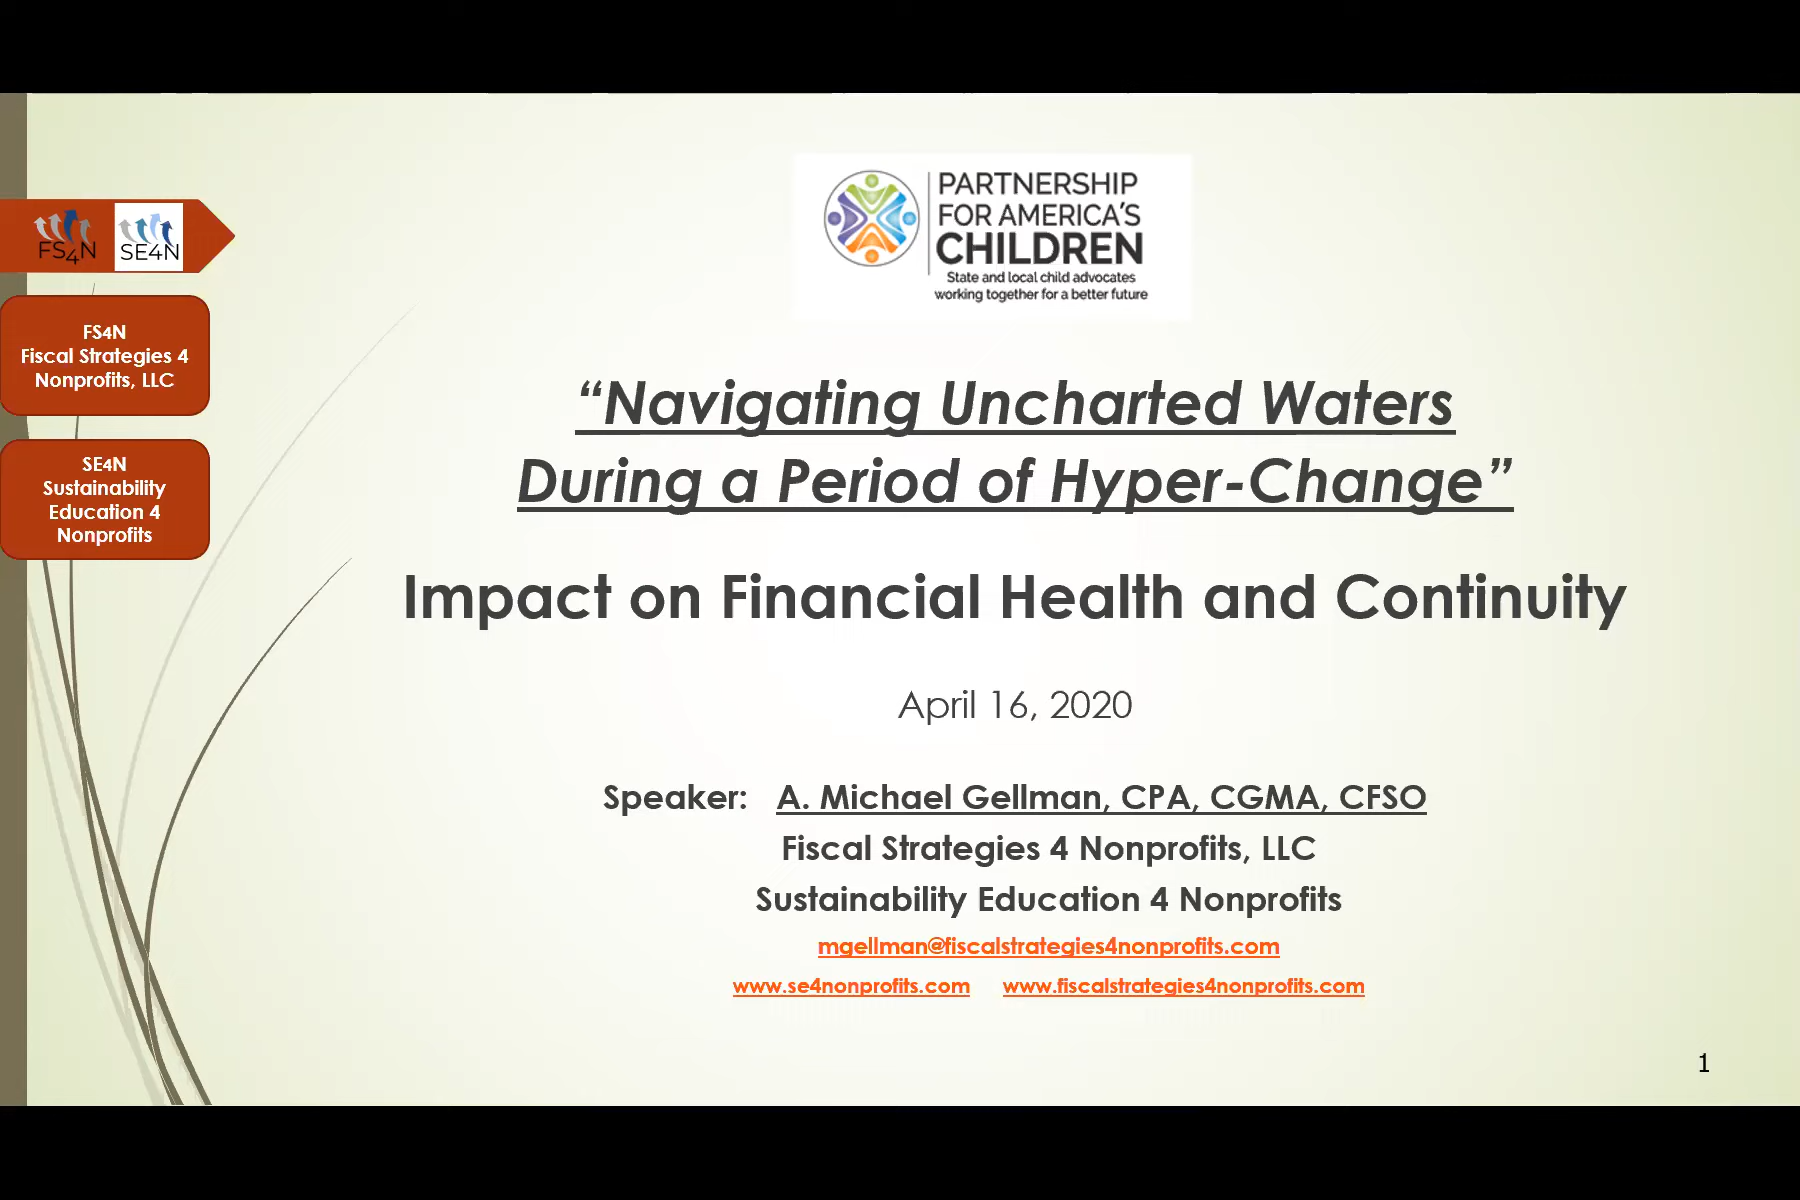 PARTNERSHIP
FOR AMERICA'S
CHILDREN
State and local child advocates
working together for a better future
FS4N
SE4N
FS4N
Fiscal Strategies 4
Nonprofits, LLC
SE4N
Sustainability
Education 4
Nonprofits
“Navigating Uncharted Waters
During a Period of Hyper-Change”
Impact on Financial Health and Continuity
April 16, 2020
Speaker: A. Michael Gellman, CPA, CGMA, CFSO
Fiscal Strategies 4 Nonprofits, LLC
Sustainability Education 4 Nonprofits
mgellman@fiscalstrategies4nonprofits.com
www.se4nonprofits.com www.fiscalstrategies4nonprofits.com
1